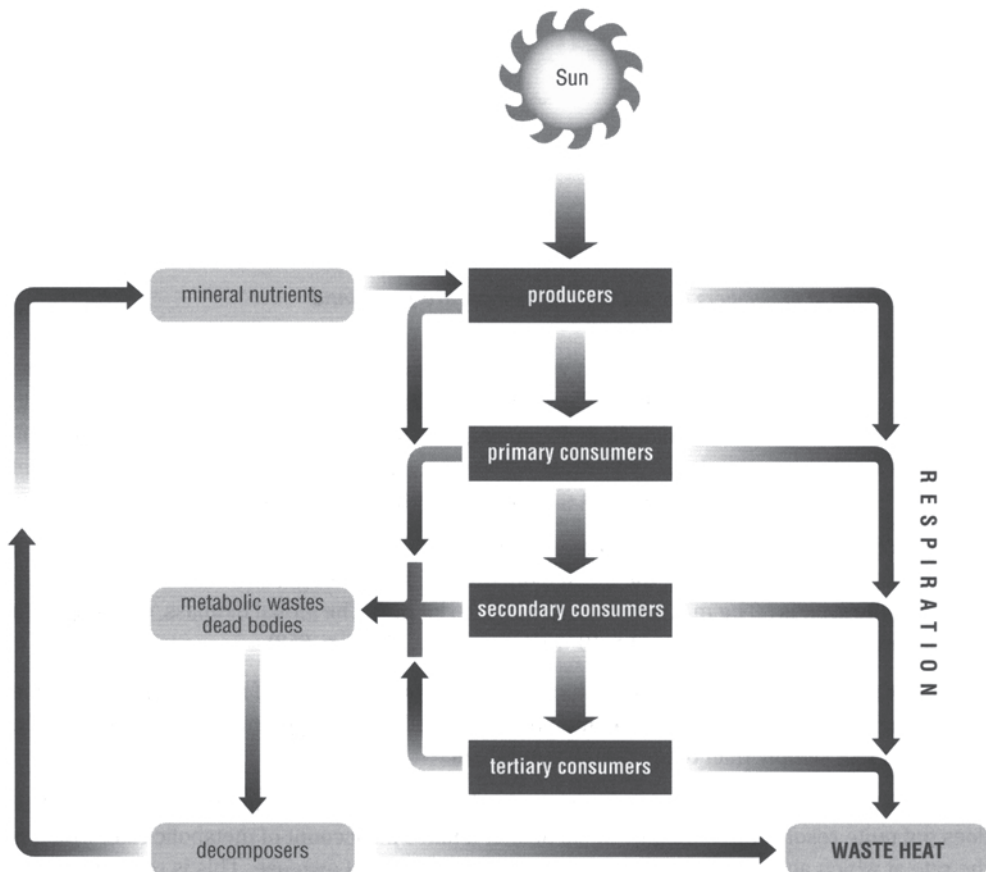 Sun
mineral nutrients
producers
primary consumers
RESPIRATION
metabolic wastes
dead bodies
secondary consumers
tertiary consumers
decomposers
WASTE HEAT